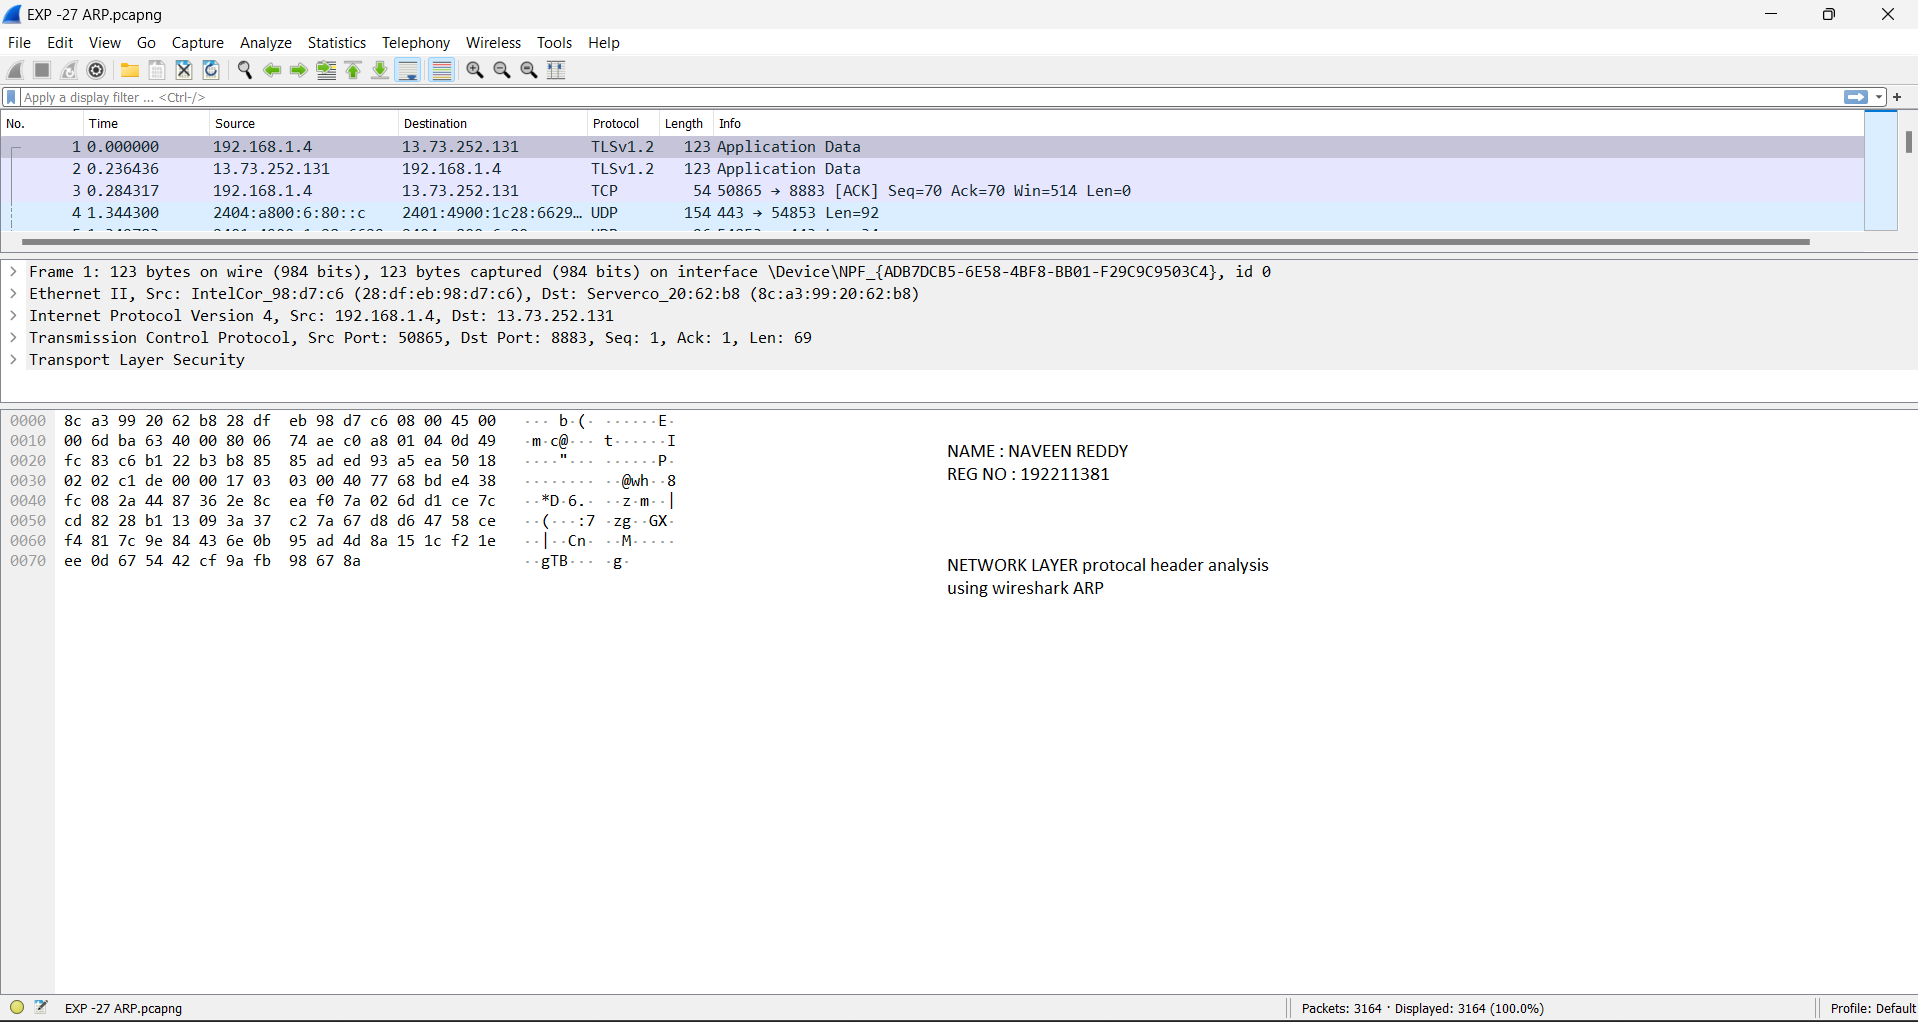 EXP -27 ARP.pcapng
File Edit View Go Capture Analyze Statistics Telephony Wireless Tools Help
Apply a display filter ... <Ctrl-/>
No. Time Source Destination Protocol Length Info
1 0.000000 192.168.1.4 13.73.252.131 TLSv1.2 123 Application Data
2 0.236436 13.73.252.131 192.168.1.4 TLSv1.2 123 Application Data
3 0.284317 192.168.1.4 13.73.252.131 TCP 54 50865 → 8883 [ACK] Seq=70 Ack=70 Win=514 Len=0
4 1.344300 2404:a800:6:80::c 2401:4900:1c28:6629… UDP 154 443 → 54853 Len=92
Frame 1: 123 bytes on wire (984 bits), 123 bytes captured (984 bits) on interface \Device\NPF_{ADB7DCB5-6E58-4BF8-BB01-F29C9C9503C4}, id 0
Ethernet II, Src: IntelCor_98:d7:c6 (28:df:eb:98:d7:c6), Dst: Serverco_20:62:b8 (8c:a3:99:20:62:b8)
Internet Protocol Version 4, Src: 192.168.1.4, Dst: 13.73.252.131
Transmission Control Protocol, Src Port: 50865, Dst Port: 8883, Seq: 1, Ack: 1, Len: 69
Transport Layer Security
0000 8c a3 99 20 62 b8 28 df eb 98 d7 c6 08 00 45 00 ··· b·(· ······E·
0010 00 6d ba 63 40 00 80 06 74 ae c0 a8 01 04 0d 49 ·m·c@··· t······I
0020 fc 83 c6 b1 22 b3 b8 85 85 ad ed 93 a5 ea 50 18 ····"··· ······P·
0030 02 02 c1 de 00 00 17 03 03 00 40 77 68 bd e4 38 ········ ··@wh··8
0040 fc 08 2a 44 87 36 2e 8c ea f0 7a 02 6d d1 ce 7c ··*D·6.· ··z·m··|
0050 cd 82 28 b1 13 09 3a 37 c2 7a 67 d8 d6 47 58 ce ··(···:7 ·zg··GX·
0060 f4 81 7c 9e 84 43 6e 0b 95 ad 4d 8a 15 1c f2 1e ··|··Cn· ··M·····
0070 ee 0d 67 54 42 cf 9a fb 98 67 8a ··gTB··· ·g·
NAME : NAVEEN REDDY
REG NO : 192211381
NETWORK LAYER protocal header analysis
using wireshark ARP
EXP -27 ARP.pcapng
Packets: 3164 · Displayed: 3164 (100.0%)
Profile: Default